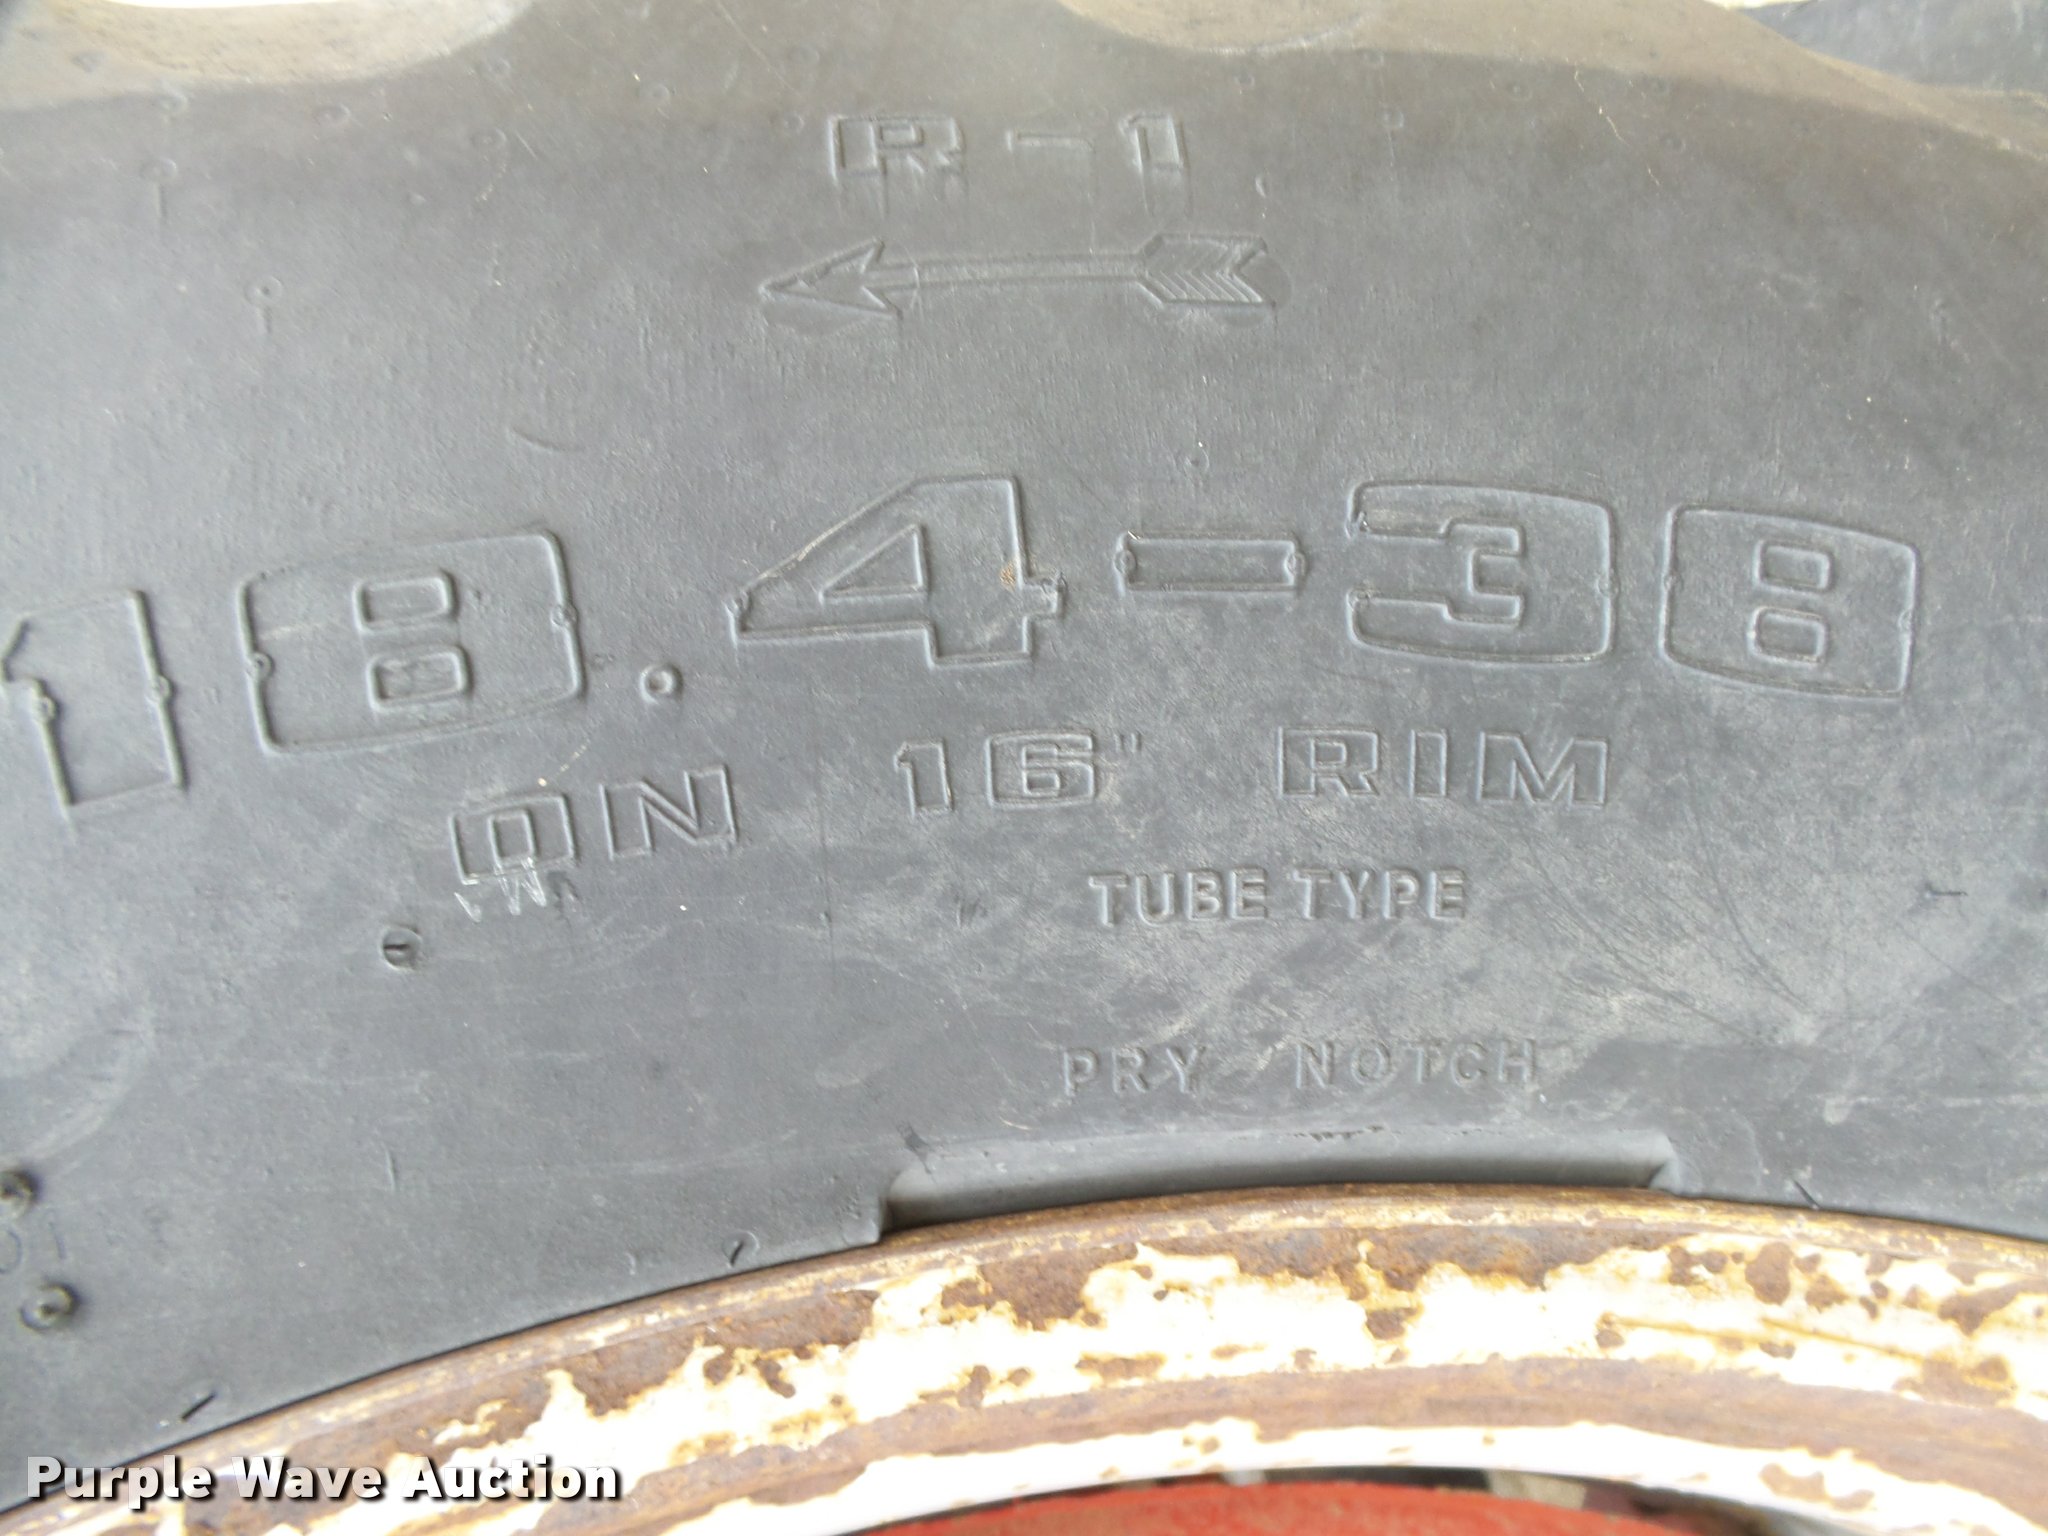 R-1
18.4-38
ON 16" RIM
TUBE TYPE
PRY NOTCH
Purple Wave Auction